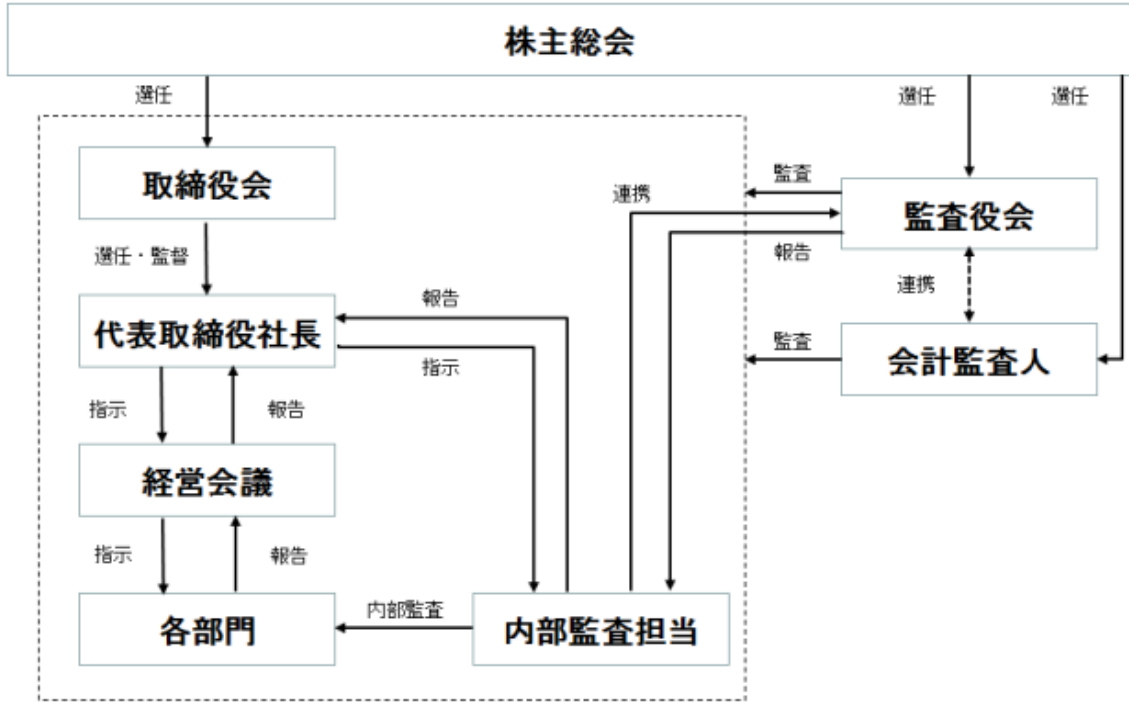 株主総会
選任
選任
選任
取締役会
監査
連携
監査役会
選任・監督
報告
連携
報告
代表取締役社長
監査
会計監査人
指示
指示
報告
経営会議
指示
報告
内部監査
各部門
内部監査担当